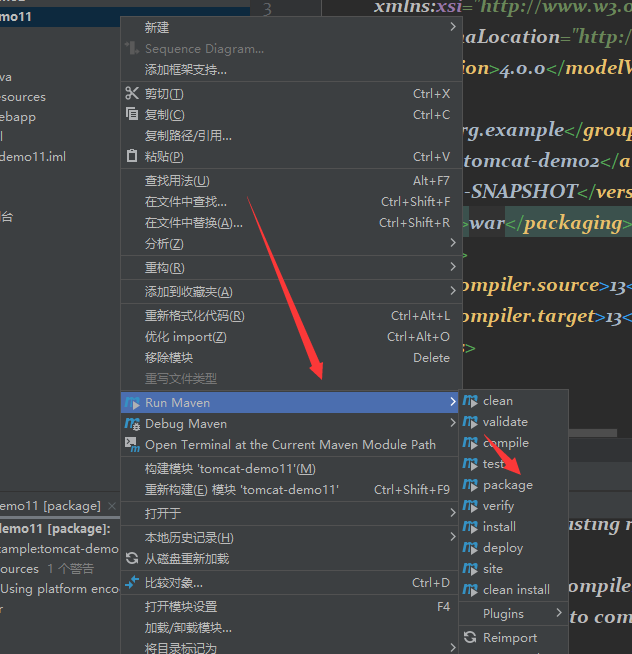 emo11
3
xmlns:xsi="http://www.w3.o
新建
Sequence Diagram...
添加框架支持...
aLocation="http:/
ion>4.0.0</modelV
剪切(T) Ctrl+X
复制(C) Ctrl+C
复制路径/引用...
粘贴(P) Ctrl+V
va
esources
ebapp
l
demo11.iml
rg.example</group
tomcat-demo2</a
-SNAPSHOT</vers
>war</packaging>
>
查找用法(U) Alt+F7
在文件中查找... Ctrl+Shift+F
在文件中替换(A)... Ctrl+Shift+R
分析(Z)
台
重构(R)
添加到收藏夹(A)
ompiler.source>13<
ompiler.target>13<
s>
重新格式化代码(R) Ctrl+Alt+L
优化 import(Z) Ctrl+Alt+O
移除模块 Delete
重写文件类型
Run Maven
Debug Maven
Open Terminal at the Current Maven Module Path
构建模块 'tomcat-demo11'(M)
重新构建(E) 模块 'tomcat-demo11' Ctrl+Shift+F9
打开于
本地历史记录(H)
从磁盘重新加载
比较对象... Ctrl+D
打开模块设置 F4
加载/卸载模块...
将目录标记为
clean
validate
compile
test
package
verify
install
deploy
site
clean install
Plugins
Reimport
emo11 [package] ×
demo11 [package]:
xample:tomcat-demo
sources 1 个警告
Using platform enco
r
asting n
ompile
to com